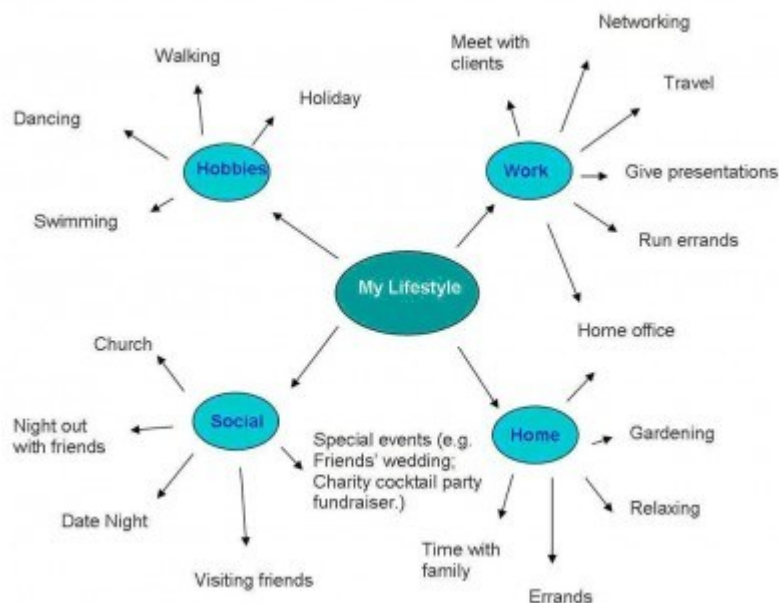 Networking
Meet with
clients
Walking
Travel
Holiday
Dancing
Hobbies
Work
Give presentations
Swimming
Run errands
My Lifestyle
Home office
Church
Social
Home
Night out
with friends
Special events (e.g.
Friends' wedding;
Charity cocktail party
fundraiser.)
Gardening
Relaxing
Date Night
Time with
family
Visiting friends
Errands